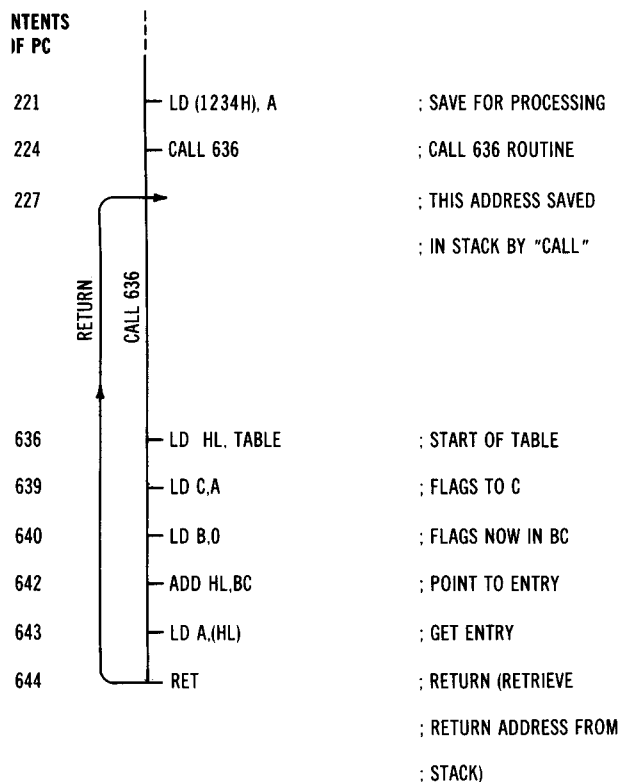 NTENTS
OF PC
221 LD (1234H), A ; SAVE FOR PROCESSING
224 CALL 636 ; CALL 636 ROUTINE
227 ; THIS ADDRESS SAVED
; IN STACK BY "CALL"
RETURN
CALL 636
636 LD HL, TABLE ; START OF TABLE
639 LD C,A ; FLAGS TO C
640 LD B,0 ; FLAGS NOW IN BC
642 ADD HL,BC ; POINT TO ENTRY
643 LD A,(HL) ; GET ENTRY
644 RET ; RETURN (RETRIEVE
; RETURN ADDRESS FROM
; STACK)